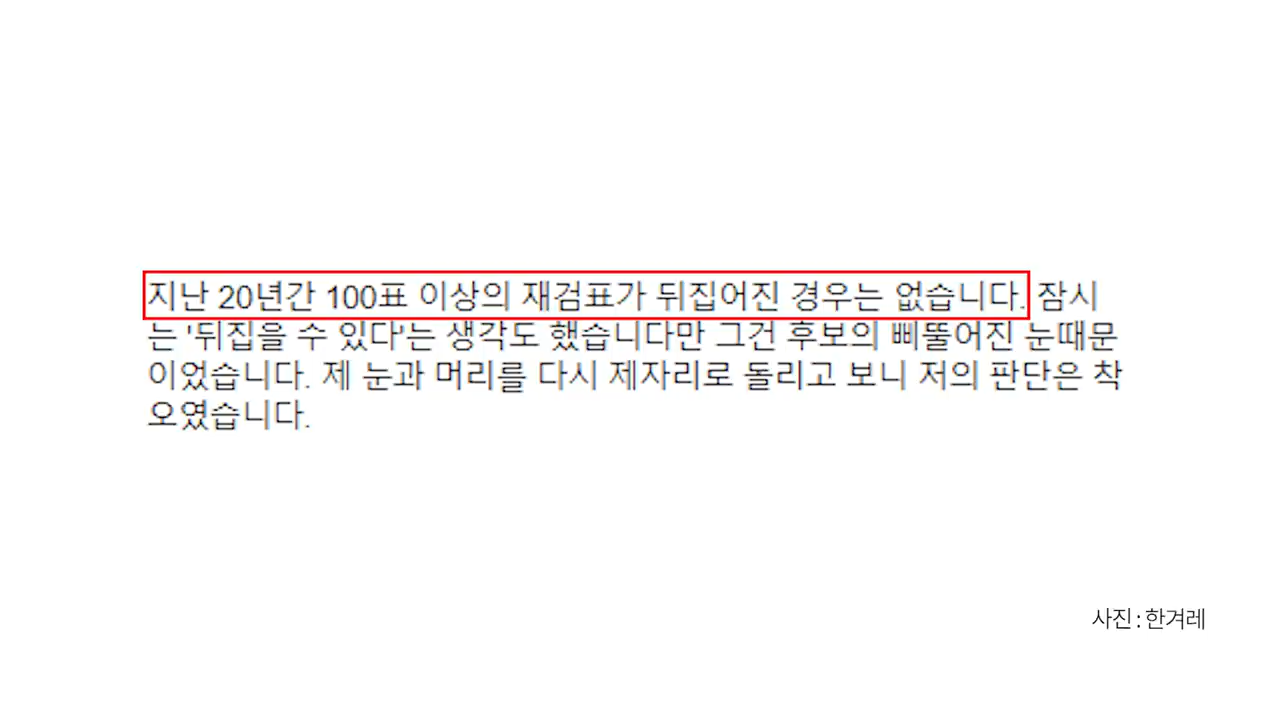 지난 20년간 100표 이상의 재검표가 뒤집어진 경우는 없습니다. 잠시
는 '뒤집을 수 있다'는 생각도 했습니다만 그건 후보의 삐뚤어진 눈때문
이었습니다. 제 눈과 머리를 다시 제자리로 돌리고 보니 저의 판단은 착
오였습니다.
사진 : 한겨레